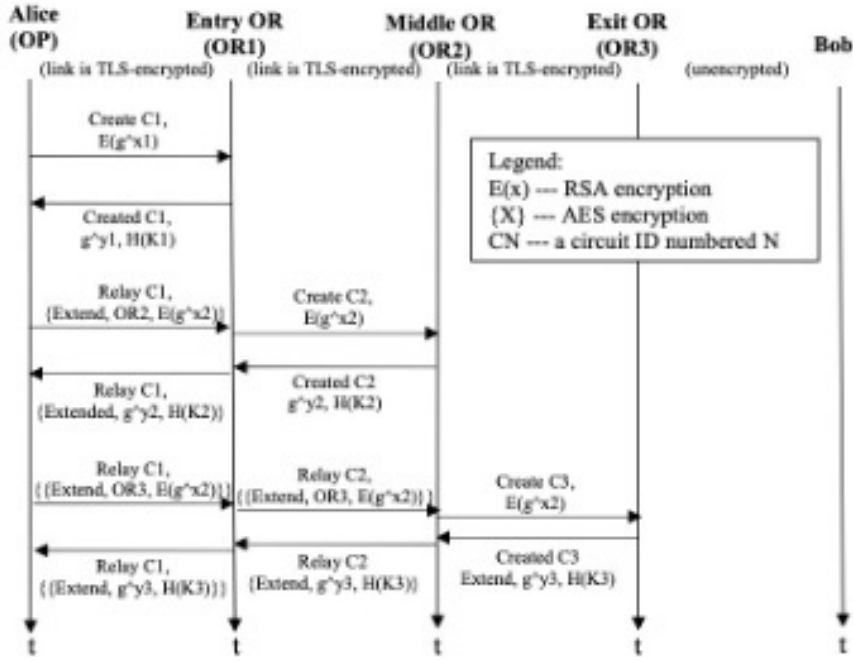 Alice
(OP)
Entry OR
(OR1)
Middle OR
(OR2)
Exit OR
(OR3)
Bob
(link is TLS-encrypted)
(link is TLS-encrypted)
(link is TLS-encrypted)
(unencrypted)
Create C1,
E(g^x1)
Legend:
E(x) --- RSA encryption
{X} --- AES encryption
CN --- a circuit ID numbered N
Created C1,
g^y1, H(K1)
Relay C1,
{Extend, OR2, E(g^x2)}
Create C2,
E(g^x2)
Relay C1,
{Extended, g^y2, H(K2)}
Created C2
g^y2, H(K2)
Relay C1,
{{Extend, OR3, E(g^x2)}}
Relay C2,
{{Extend, OR3, E(g^x2)}}
Create C3,
E(g^x2)
Relay C1,
{{Extend, g^y3, H(K3)}}
Relay C2
{Extend, g^y3, H(K3)}
Created C3
Extend, g^y3, H(K3)
t
t
t
t
t